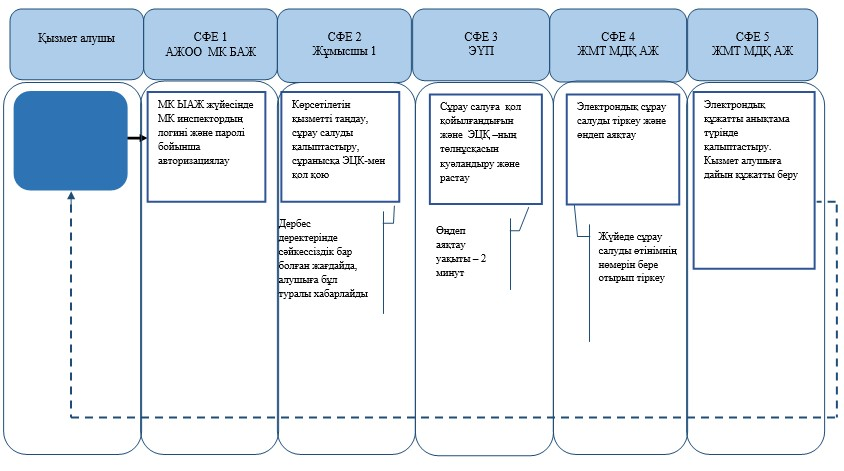 Қызмет алушы
СФЕ 1
АЖОО МК БАЖ
СФЕ 2
Жұмысшы 1
СФЕ 3
ЭҮП
СФЕ 4
ЖМТ МДҚ АЖ
СФЕ 5
ЖМТ МДҚ АЖ
МК ЫАЖ жүйесінде
МК инспектордың
логині және паролі
бойынша
авторизациялау
Көрсетілетін
қызметті таңдау,
сұрау салуды
қалыптастыру,
сұранысқа ЭЦК-мен
қол қою
Сұрау салуға қол
қойылғандығын
және ЭЦҚ –ның
төлнұсқасын
куәландыру және
растау
Электрондық сұрау
салуды тіркеу және
өңдеп аяқтау
Электрондық
құжатты анықтама
түрінде
қалыптастыру.
Кызмет алушыға
дайын құжатты беру
Дербес
деректерінде
сәйкессіздік бар
болған жағдайда,
алушыға бұл
туралы хабарлайды
Өңдеп
аяқтау
уақыты – 2
минут
Жүйеде сұрау
салуды өтінімнің
нөмерін бере
отырып тіркеу